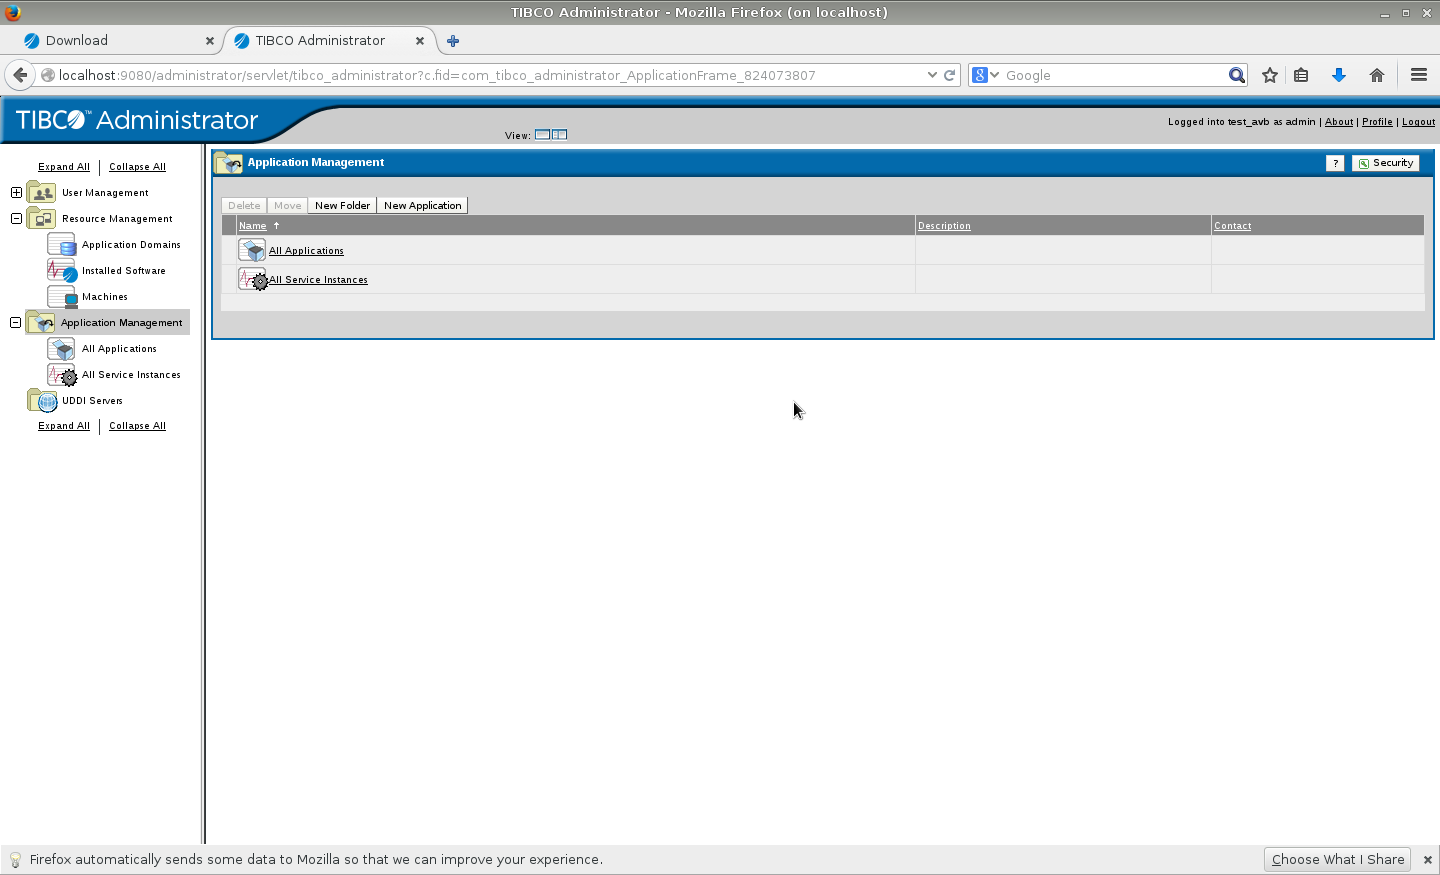 TIBCO Administrator - Mozilla Firefox (on localhost)
Download
TIBCO Administrator
localhost:9080/administrator/servlet/tibco_administrator?c.fid=com_tibco_administrator_ApplicationFrame_824073807
8 Google
TIBCO™ Administrator
View:
Logged into test_avb as admin | About | Profile | Logout
Expand All | Collapse All
User Management
Resource Management
Application Domains
Installed Software
Machines
Application Management
All Applications
All Service Instances
UDDI Servers
Expand All | Collapse All
Application Management
? Security
Delete Move New Folder New Application
Name Description Contact
All Applications
All Service Instances
Firefox automatically sends some data to Mozilla so that we can improve your experience.
Choose What I Share